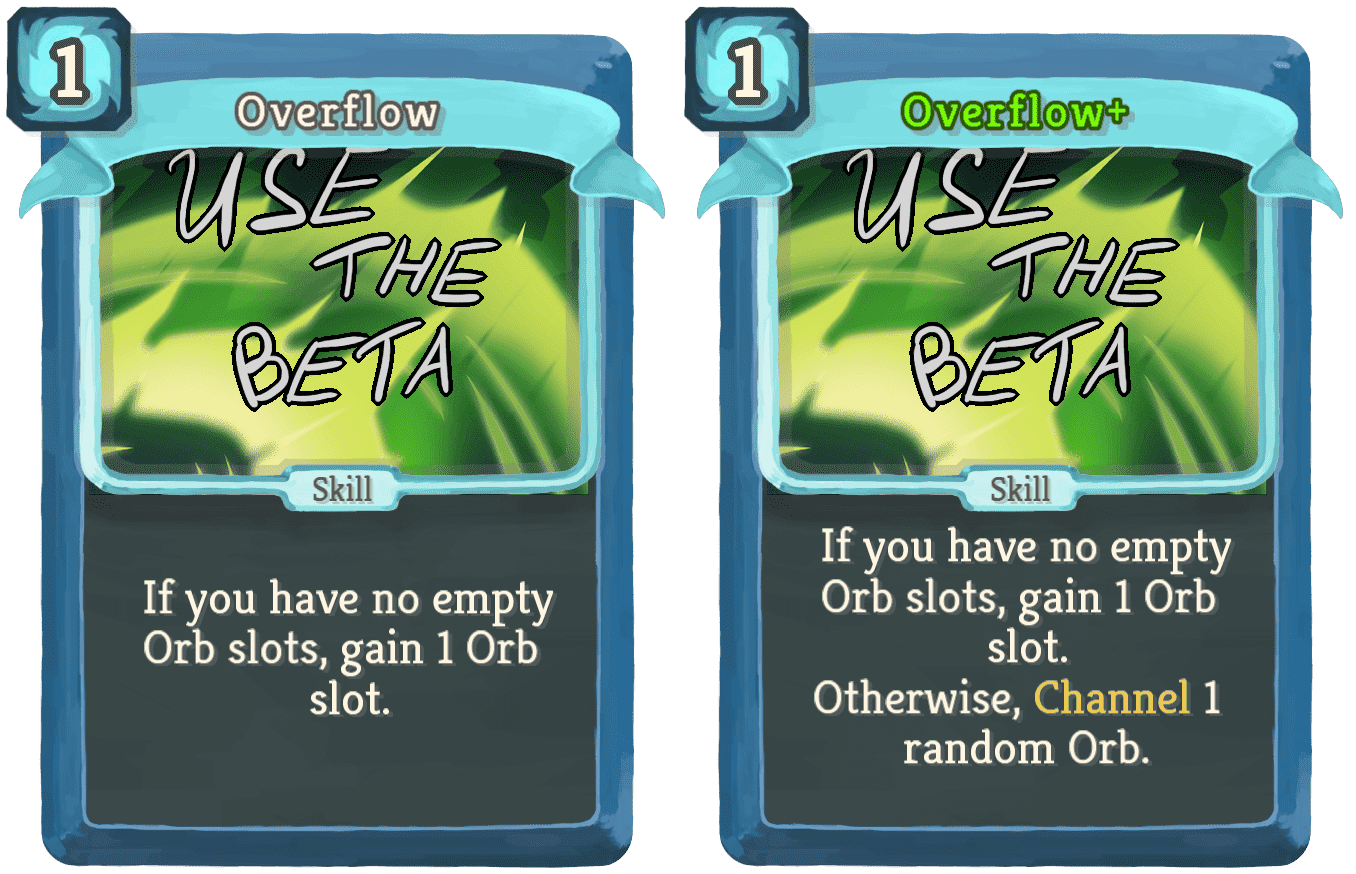 1
Overflow
USE
THE
BETA
Skill
If you have no empty
Orb slots, gain 1 Orb
slot.
1
Overflow+
USE
THE
BETA
Skill
If you have no empty
Orb slots, gain 1 Orb
slot.
Otherwise, Channel 1
random Orb.